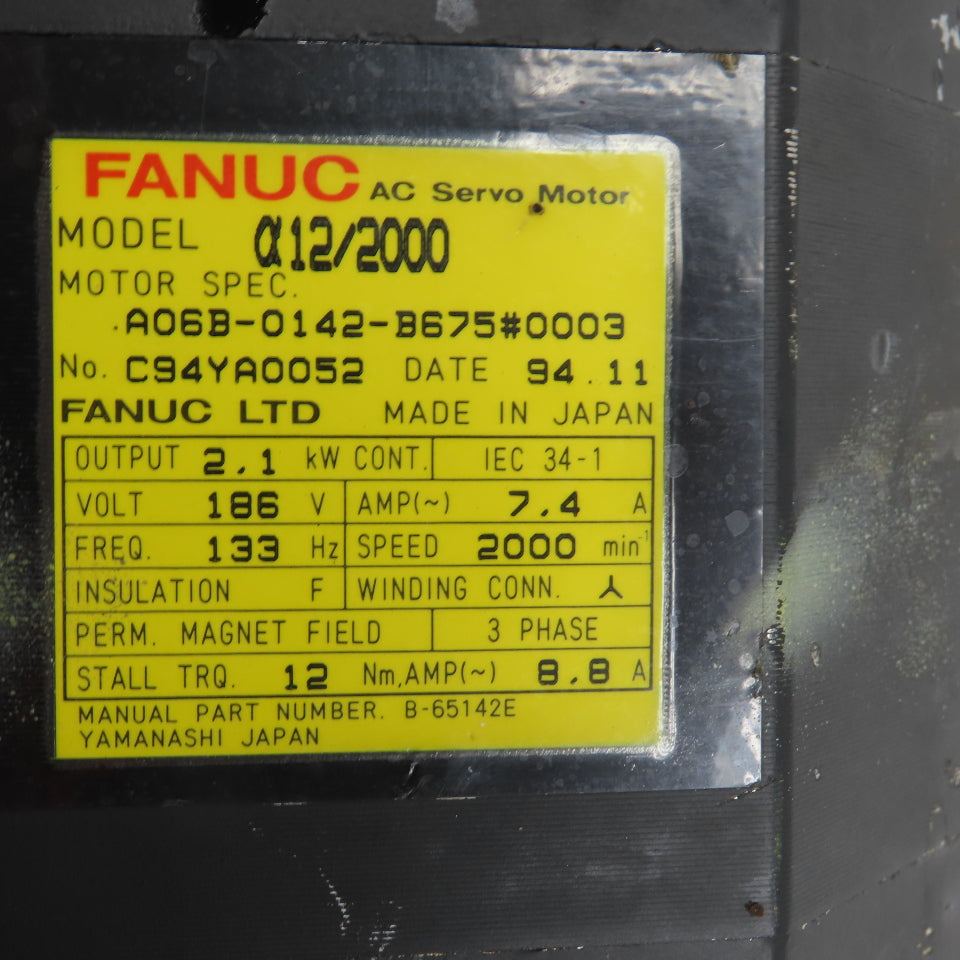 FANUC AC Servo Motor
MODEL α12/2000
MOTOR SPEC.
A06B-0142-B675#0003
No. C94YA0052 DATE 94.11
FANUC LTD MADE IN JAPAN
OUTPUT 2.1 kW CONT. IEC 34-1
VOLT 186 V AMP(~) 7.4 A
FREQ. 133 Hz SPEED 2000 min-1
INSULATION F WINDING CONN.
PERM. MAGNET FIELD 3 PHASE
STALL TRQ. 12 Nm,AMP(~) 8.8 A
MANUAL PART NUMBER. B-65142E
YAMANASHI JAPAN